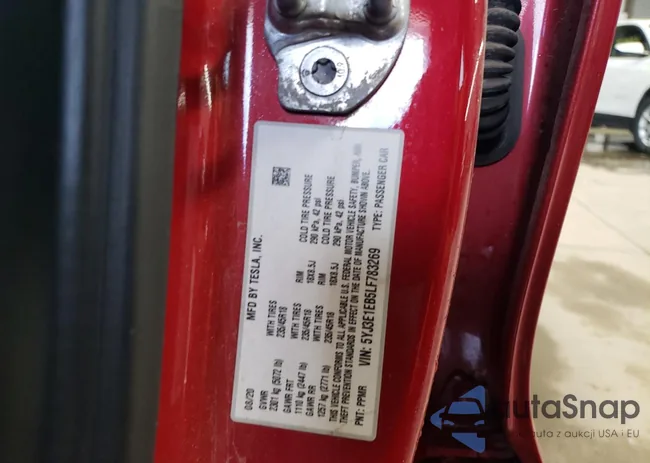 MFD BY TESLA, INC.
08/20
GVWR
2301 kg (5072 lb)
GAWR FRT WITH TIRES RIM COLD TIRE PRESSURE
1110 kg (2447 lb) 235/45R18 18X8.5J 290 kPa, 42 psi
GAWR RR WITH TIRES RIM COLD TIRE PRESSURE
1257 kg (2771 lb) 235/45R18 18X8.5J 290 kPa, 42 psi
THIS VEHICLE CONFORMS TO ALL APPLICABLE U.S. FEDERAL MOTOR VEHICLE SAFETY, BUMPER, AND
THEFT PREVENTION STANDARDS IN EFFECT ON THE DATE OF MANUFACTURE SHOWN ABOVE.
VIN: 5YJ3E1EB5LF783269 TYPE: PASSENGER CAR
PNT: PPMR
autaSnap
auta z aukcji USA i EU